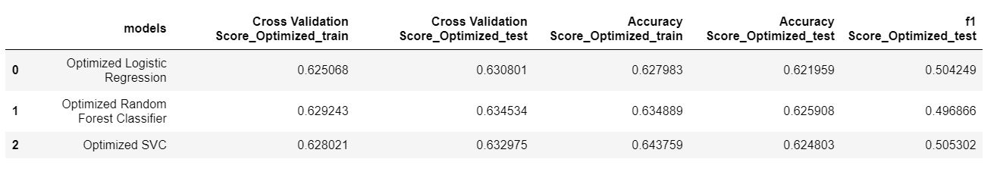 models Cross Validation Score_Optimized_train Cross Validation Score_Optimized_test Accuracy Score_Optimized_train Accuracy Score_Optimized_test f1 Score_Optimized_test
0 Optimized Logistic Regression 0.625068 0.630801 0.627983 0.621959 0.504249
1 Optimized Random Forest Classifier 0.629243 0.634534 0.634889 0.625908 0.496866
2 Optimized SVC 0.628021 0.632975 0.643759 0.624803 0.505302